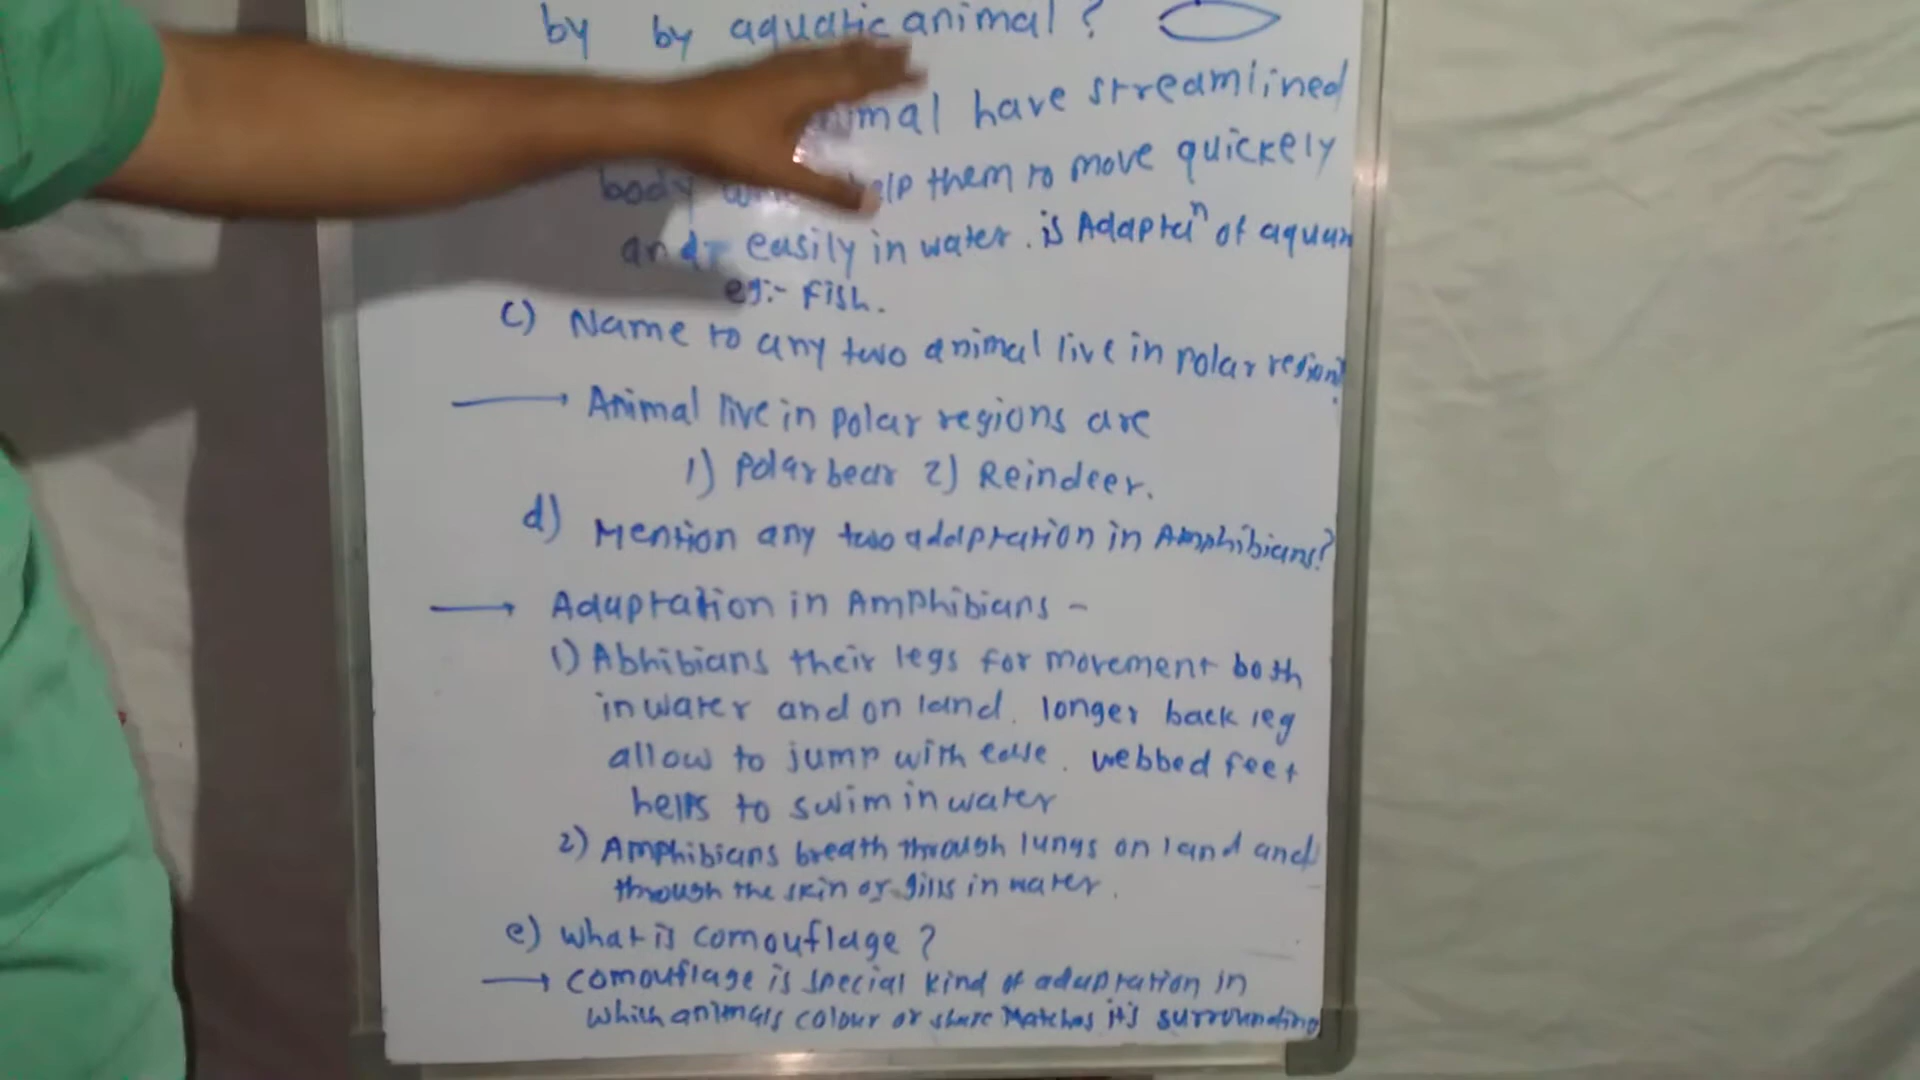 by by aquatic animal ?
have streamlined
body help them to move quickely
and easily in water. is Adaptaⁿ of
eg:- Fish.
c) Name to any two animal live in polar region?
→ Animal live in polar regions are
1) Polar bear 2) Reindeer.
d) Mention any two adaptation in Amphibians?
→ Adaptation in Amphibians -
1) Abhibians their legs for movement both
in water and on land. longer back leg
allow to jump with ease. webbed feet
helps to swim in water
2) Amphibians breath through lungs on land and
through the skin or gills in water.
e) What is comouflage ?
→ comouflage is special kind of adaptation in
which animals colour or shape Matches it's surrounding